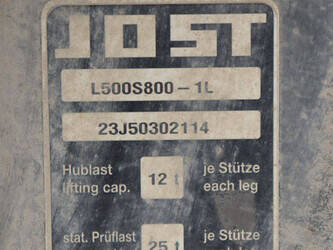 JOST
L500S800 – 1L
23J50302114
Hublast 12 t je Stütze
lifting cap. each leg
stat. Prüflast 25 t je Stütze